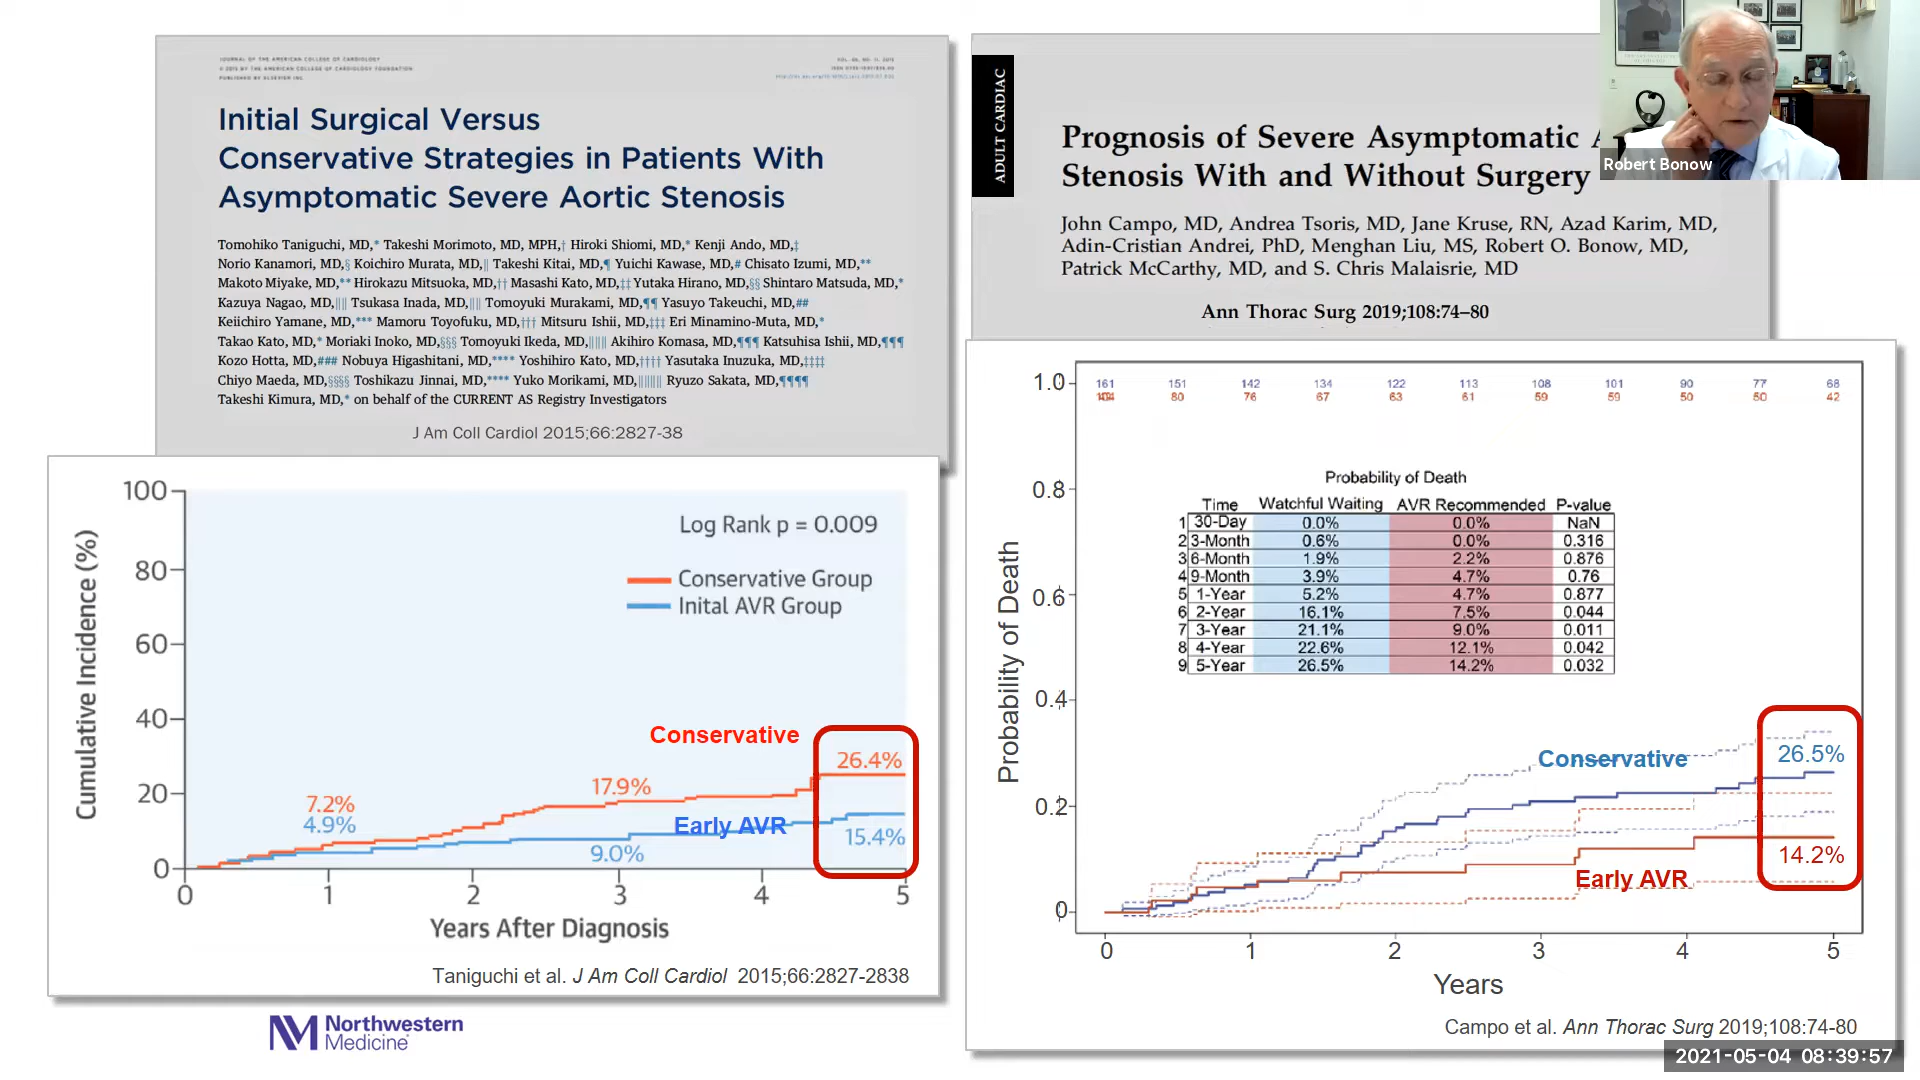 JOURNAL OF THE AMERICAN COLLEGE OF CARDIOLOGY
© 2015 BY THE AMERICAN COLLEGE OF CARDIOLOGY FOUNDATION
PUBLISHED BY ELSEVIER INC.
Initial Surgical Versus
Conservative Strategies in Patients With
Asymptomatic Severe Aortic Stenosis
Tomohiko Taniguchi, MD,* Takeshi Morimoto, MD, MPH,† Hiroki Shiomi, MD,* Kenji Ando, MD,‡
Norio Kanamori, MD,§ Koichiro Murata, MD,‖ Takeshi Kitai, MD,¶ Yuichi Kawase, MD,# Chisato Izumi, MD,**
Makoto Miyake, MD,** Hirokazu Mitsuoka, MD,†† Masashi Kato, MD,‡‡ Yutaka Hirano, MD,§§ Shintaro Matsuda, MD,*
Kazuya Nagao, MD,‖‖ Tsukasa Inada, MD,‖‖ Tomoyuki Murakami, MD,¶¶ Yasuyo Takeuchi, MD,##
Keiichiro Yamane, MD,*** Mamoru Toyofuku, MD,††† Mitsuru Ishii, MD,‡‡‡ Eri Minamino-Muta, MD,*
Takao Kato, MD,* Moriaki Inoko, MD,§§§ Tomoyuki Ikeda, MD,‖‖‖ Akihiro Komasa, MD,¶¶¶ Katsuhisa Ishii, MD,¶¶¶
Kozo Hotta, MD,### Nobuya Higashitani, MD,**** Yoshihiro Kato, MD,†††† Yasutaka Inuzuka, MD,‡‡‡‡
Chiyo Maeda, MD,§§§§ Toshikazu Jinnai, MD,**** Yuko Morikami, MD,‖‖‖‖ Ryuzo Sakata, MD,¶¶¶¶
Takeshi Kimura, MD,* on behalf of the CURRENT AS Registry Investigators
J Am Coll Cardiol 2015;66:2827-38
Cumulative Incidence (%)
100
80
60
40
20
0
Log Rank p = 0.009
Conservative Group
Inital AVR Group
Conservative
Early AVR
7.2%
4.9%
17.9%
9.0%
26.4%
15.4%
0 1 2 3 4 5
Years After Diagnosis
Taniguchi et al. J Am Coll Cardiol 2015;66:2827-2838
Northwestern
Medicine
ADULT CARDIAC
Prognosis of Severe Asymptomatic A
Stenosis With and Without Surgery
John Campo, MD, Andrea Tsoris, MD, Jane Kruse, RN, Azad Karim, MD,
Adin-Cristian Andrei, PhD, Menghan Liu, MS, Robert O. Bonow, MD,
Patrick McCarthy, MD, and S. Chris Malaisrie, MD
Ann Thorac Surg 2019;108:74–80
Robert Bonow
Probability of Death
1.0
0.8
0.6
0.4
0.2
0
161 151 142 134 122 113 108 101 90 77 68
80 76 67 63 61 59 59 50 50 42
Probability of Death
Time Watchful Waiting AVR Recommended P-value
1 30-Day 0.0% 0.0% NaN
2 3-Month 0.6% 0.0% 0.316
3 6-Month 1.9% 2.2% 0.876
4 9-Month 3.9% 4.7% 0.76
5 1-Year 5.2% 4.7% 0.877
6 2-Year 16.1% 7.5% 0.044
7 3-Year 21.1% 9.0% 0.011
8 4-Year 22.6% 12.1% 0.042
9 5-Year 26.5% 14.2% 0.032
Conservative
26.5%
Early AVR
14.2%
0 1 2 3 4 5
Years
Campo et al. Ann Thorac Surg 2019;108:74-80
2021-05-04 08:39:57